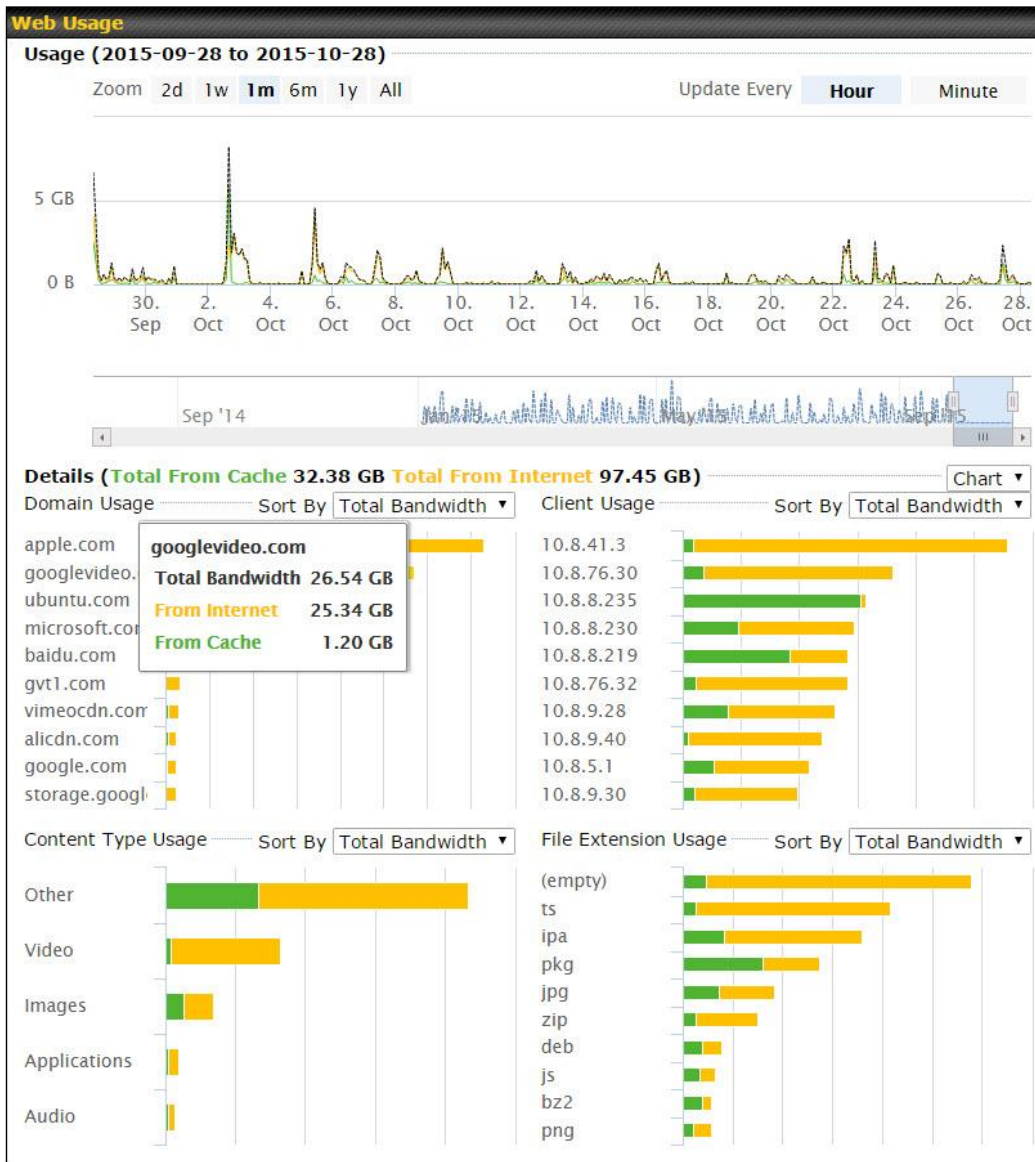 Web Usage
Usage (2015-09-28 to 2015-10-28)
Zoom 2d 1w 1m 6m 1y All Update Every Hour Minute
5 GB
0 B
30. Sep 2. Oct 4. Oct 6. Oct 8. Oct 10. Oct 12. Oct 14. Oct 16. Oct 18. Oct 20. Oct 22. Oct 24. Oct 26. Oct 28. Oct
Sep '14 Jan '15 May '15 Sep '15
Details (Total From Cache 32.38 GB Total From Internet 97.45 GB) Chart
Domain Usage Sort By Total Bandwidth
apple.com
googlevideo.
ubuntu.com
microsoft.cor
baidu.com
gvt1.com
vimeocdn.com
alicdn.com
google.com
storage.googl
googlevideo.com
Total Bandwidth 26.54 GB
From Internet 25.34 GB
From Cache 1.20 GB
Client Usage Sort By Total Bandwidth
10.8.41.3
10.8.76.30
10.8.8.235
10.8.8.230
10.8.8.219
10.8.76.32
10.8.9.28
10.8.9.40
10.8.5.1
10.8.9.30
Content Type Usage Sort By Total Bandwidth
Other
Video
Images
Applications
Audio
File Extension Usage Sort By Total Bandwidth
(empty)
ts
ipa
pkg
jpg
zip
deb
js
bz2
png